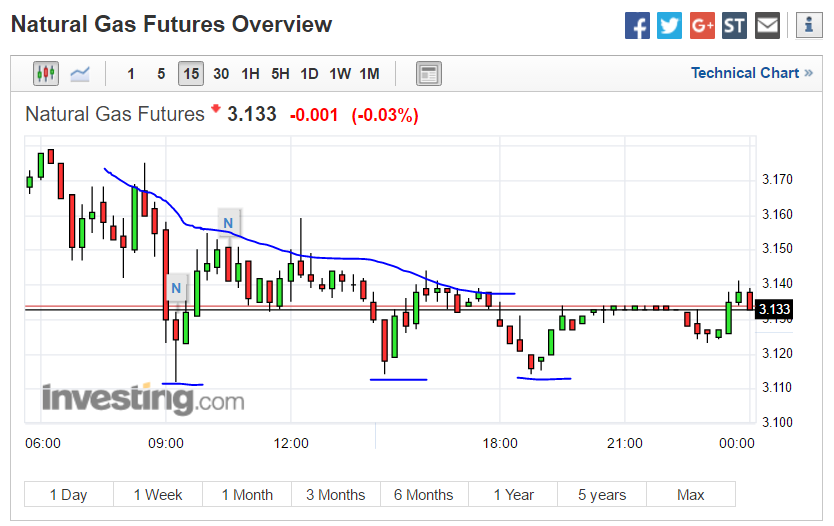 Natural Gas Futures Overview
G+ ST i
1 5 15 30 1H 5H 1D 1W 1M Technical Chart »
Natural Gas Futures 3.133 -0.001 (-0.03%)
3.170
N
3.160
3.150
N
3.140
3.133
3.130
3.120
3.110
Investing.com
3.100
06:00 09:00 12:00 18:00 21:00 00:00
1 Day 1 Week 1 Month 3 Months 6 Months 1 Year 5 years Max